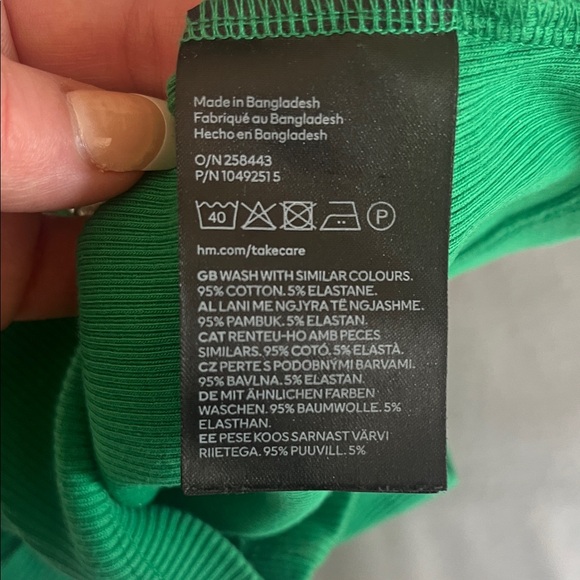 Made in Bangladesh
Fabriqué au Bangladesh
Hecho en Bangladesh
O/N 258443
P/N 1049251 5
40 P
hm.com/takecare
GB WASH WITH SIMILAR COLOURS.
95% COTTON. 5% ELASTANE.
AL LANI ME NGJYRA TË NGJASHME.
95% PAMBUK. 5% ELASTAN.
CAT RENTEU-HO AMB PECES
SIMILARS. 95% COTÓ. 5% ELASTÀ.
CZ PERTE S PODOBNÝMI BARVAMI.
95% BAVLNA. 5% ELASTAN.
DE MIT ÄHNLICHEN FARBEN
WASCHEN. 95% BAUMWOLLE. 5%
ELASTHAN.
EE PESE KOOS SARNAST VÄRVI
RIIETEGA. 95% PUUVILL. 5%